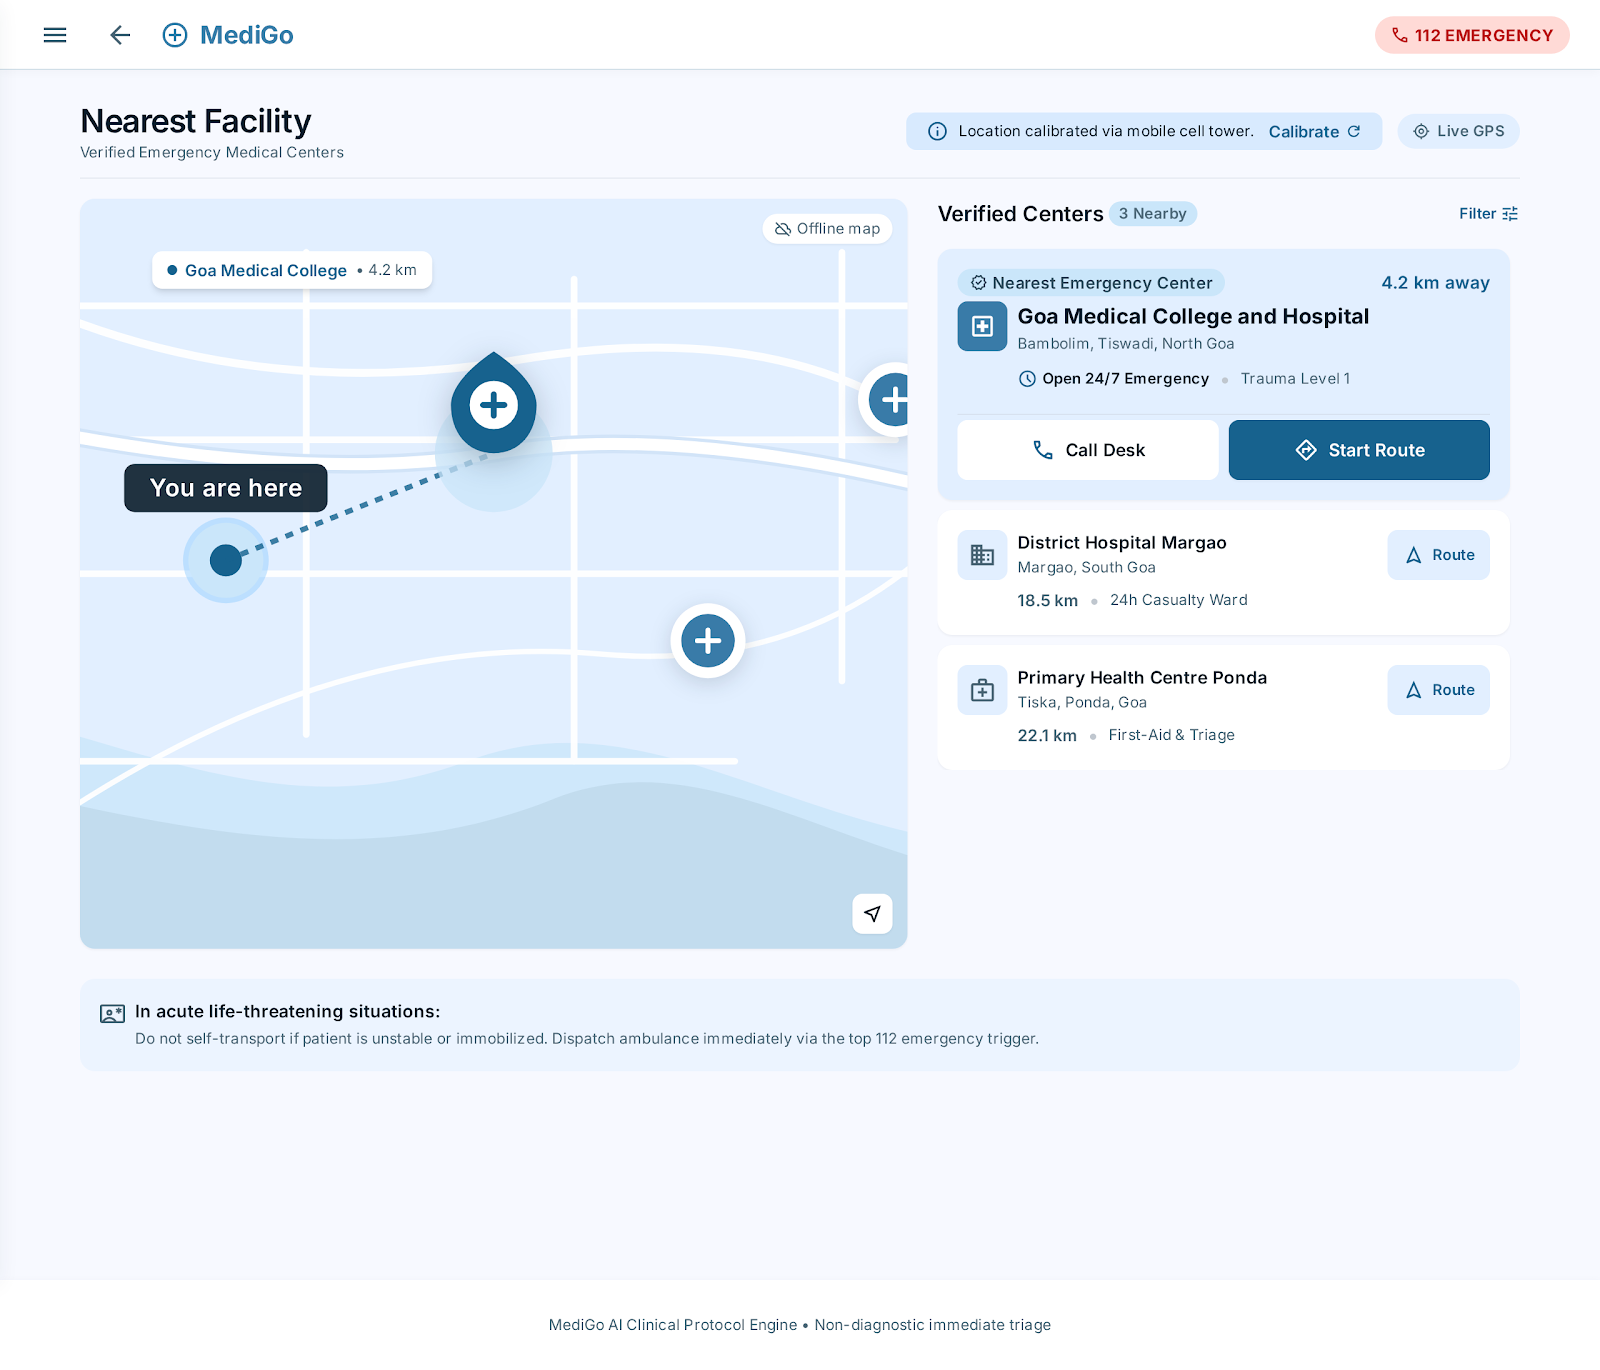 MediGo
112 EMERGENCY
Nearest Facility
Verified Emergency Medical Centers
Location calibrated via mobile cell tower. Calibrate
Live GPS
Offline map
Goa Medical College • 4.2 km
You are here
Verified Centers 3 Nearby
Filter
Nearest Emergency Center
4.2 km away
Goa Medical College and Hospital
Bambolim, Tiswadi, North Goa
Open 24/7 Emergency • Trauma Level 1
Call Desk
Start Route
District Hospital Margao
Margao, South Goa
18.5 km • 24h Casualty Ward
Route
Primary Health Centre Ponda
Tiska, Ponda, Goa
22.1 km • First-Aid & Triage
Route
In acute life-threatening situations:
Do not self-transport if patient is unstable or immobilized. Dispatch ambulance immediately via the top 112 emergency trigger.
MediGo AI Clinical Protocol Engine • Non-diagnostic immediate triage